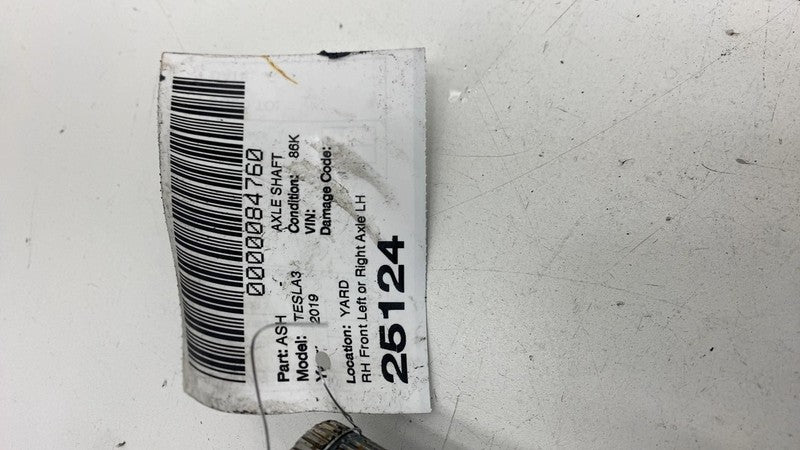 0000084760
Part: ASH - AXLE SHAFT
Model: TESLA3 Condition: 86K
2019 VIN:
Damage Code:
Location: YARD
RH Front Left or Right Axle LH
25124